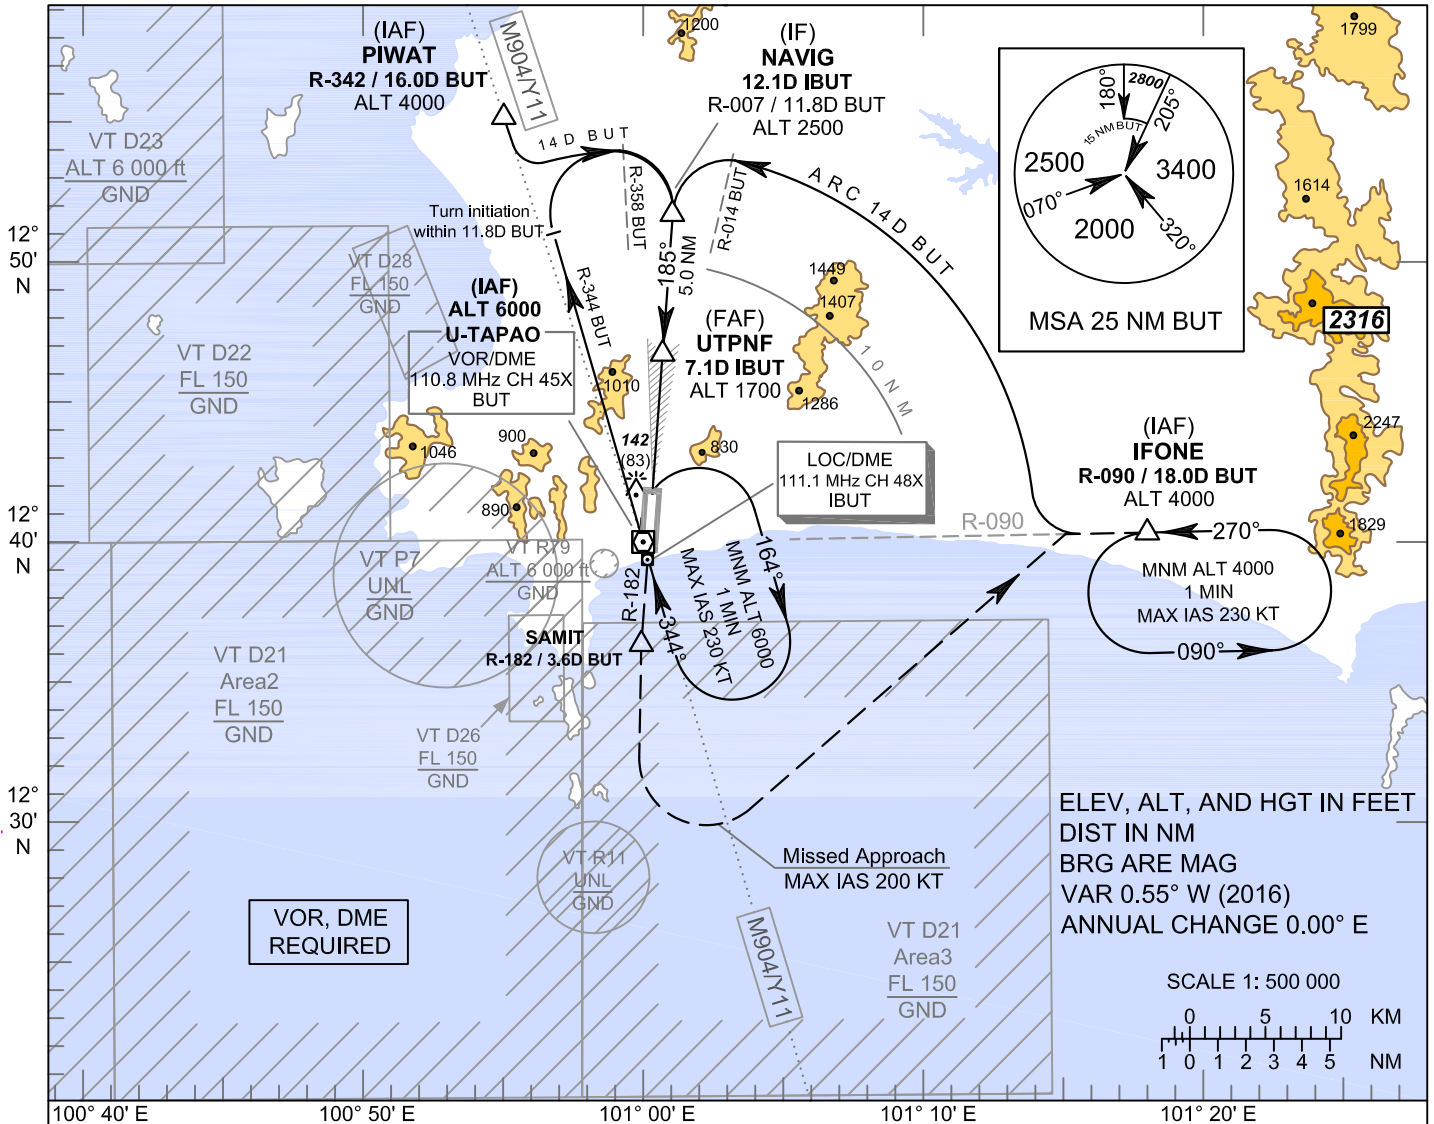 (IAF)
PIWAT
R-342 / 16.0D BUT
ALT 4000
M904/Y11
1200
(IF)
NAVIG
12.1D IBUT
R-007 / 11.8D BUT
ALT 2500
180°
2800
205°
15 NM BUT
2500
3400
070°
2000
320°
MSA 25 NM BUT
1799
1614
2316
2247
1829
VT D23
ALT 6 000 ft
GND
14 D BUT
R-358 BUT
R-014 BUT
ARC 14D BUT
Turn initiation
within 11.8D BUT
R-344 BUT
185°
5.0 NM
12°
50'
N
VT D28
FL 150
GND
(IAF)
ALT 6000
U-TAPAO
VOR/DME
110.8 MHz CH 45X
BUT
(FAF)
UTPNF
7.1D IBUT
ALT 1700
1449
1407
1286
10 NM
VT D22
FL 150
GND
1010
1046
900
890
142
(83)
830
LOC/DME
111.1 MHz CH 48X
IBUT
(IAF)
IFONE
R-090 / 18.0D BUT
ALT 4000
R-090
270°
MNM ALT 4000
1 MIN
MAX IAS 230 KT
090°
12°
40'
N
VT P7
UNL
GND
VT R79
ALT 6 000 ft
GND
R-182
164°
MNM ALT 6000
1 MIN
MAX IAS 230 KT
344°
SAMIT
R-182 / 3.6D BUT
VT D21
Area2
FL 150
GND
VT D26
FL 150
GND
12°
30'
N
VT R11
UNL
GND
Missed Approach
MAX IAS 200 KT
M904/Y11
VT D21
Area3
FL 150
GND
VOR, DME
REQUIRED
ELEV, ALT, AND HGT IN FEET
DIST IN NM
BRG ARE MAG
VAR 0.55° W (2016)
ANNUAL CHANGE 0.00° E
SCALE 1: 500 000
0 5 10 KM
1 0 1 2 3 4 5 NM
100° 40' E
100° 50' E
101° 00' E
101° 10' E
101° 20' E